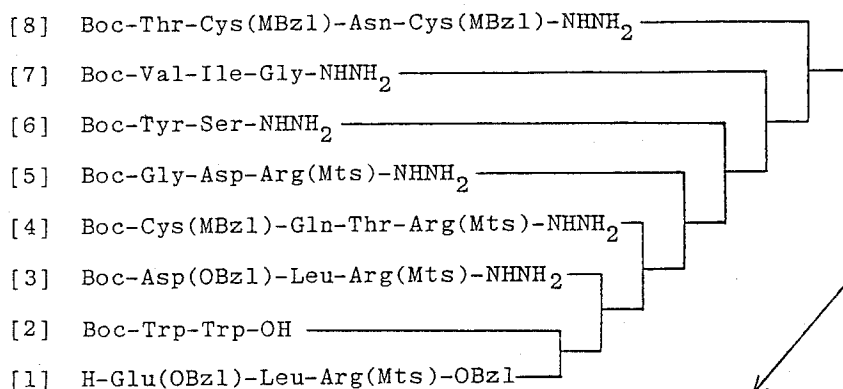 [8] Boc-Thr-Cys(MBzl)-Asn-Cys(MBzl)-NHNH2
[7] Boc-Val-Ile-Gly-NHNH2
[6] Boc-Tyr-Ser-NHNH2
[5] Boc-Gly-Asp-Arg(Mts)-NHNH2
[4] Boc-Cys(MBzl)-Gln-Thr-Arg(Mts)-NHNH2
[3] Boc-Asp(OBzl)-Leu-Arg(Mts)-NHNH2
[2] Boc-Trp-Trp-OH
[1] H-Glu(OBzl)-Leu-Arg(Mts)-OBzl